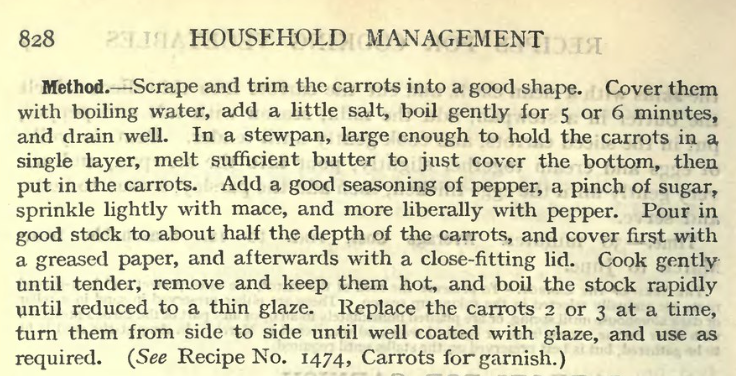 828 HOUSEHOLD MANAGEMENT
Method.—Scrape and trim the carrots into a good shape. Cover them
with boiling water, add a little salt, boil gently for 5 or 6 minutes,
and drain well. In a stewpan, large enough to hold the carrots in a
single layer, melt sufficient butter to just cover the bottom, then
put in the carrots. Add a good seasoning of pepper, a pinch of sugar,
sprinkle lightly with mace, and more liberally with pepper. Pour in
good stock to about half the depth of the carrots, and cover first with
a greased paper, and afterwards with a close-fitting lid. Cook gently
until tender, remove and keep them hot, and boil the stock rapidly
until reduced to a thin glaze. Replace the carrots 2 or 3 at a time,
turn them from side to side until well coated with glaze, and use as
required. (See Recipe No. 1474, Carrots for garnish.)